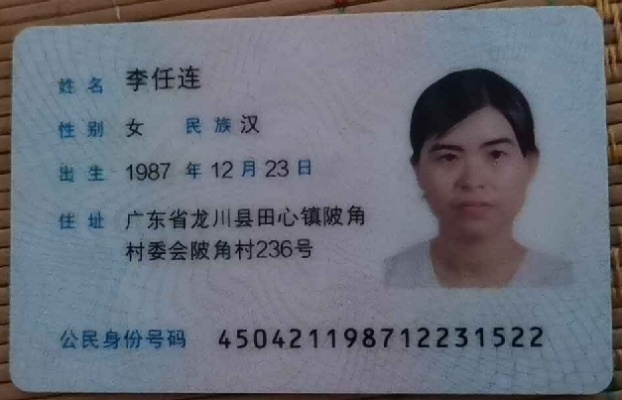 姓名 李任连
性别 女 民族 汉
出生 1987 年 12 月 23 日
住址 广东省龙川县田心镇陂角
村委会陂角村236号
公民身份号码 450421198712231522